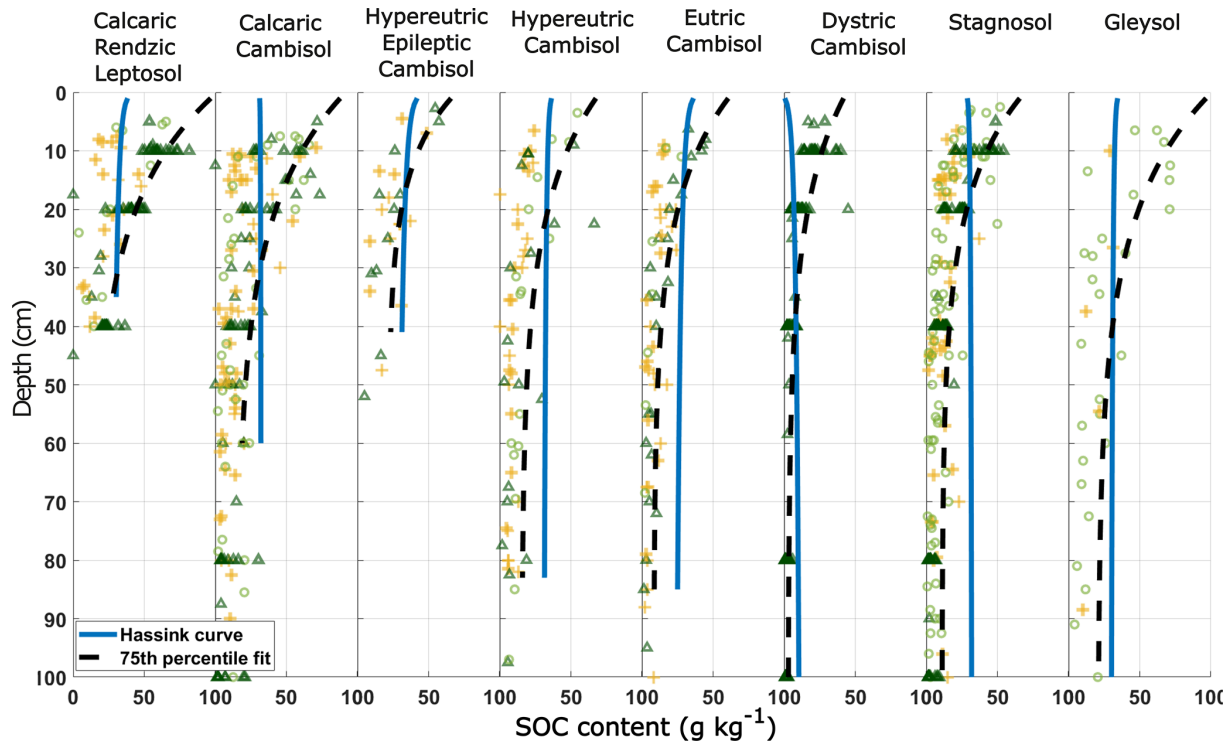 Calcaric
Rendzic
Leptosol
Calcaric
Cambisol
Hypereutric
Epileptic
Cambisol
Hypereutric
Cambisol
Eutric
Cambisol
Dystric
Cambisol
Stagnosol
Gleysol
0
10
20
30
40
50
60
70
80
90
100
Depth (cm)
Hassink curve
75th percentile fit
0 50 100 50 100 50 100 50 100 50 100 50 100 50 100 50 100
SOC content (g kg-1)